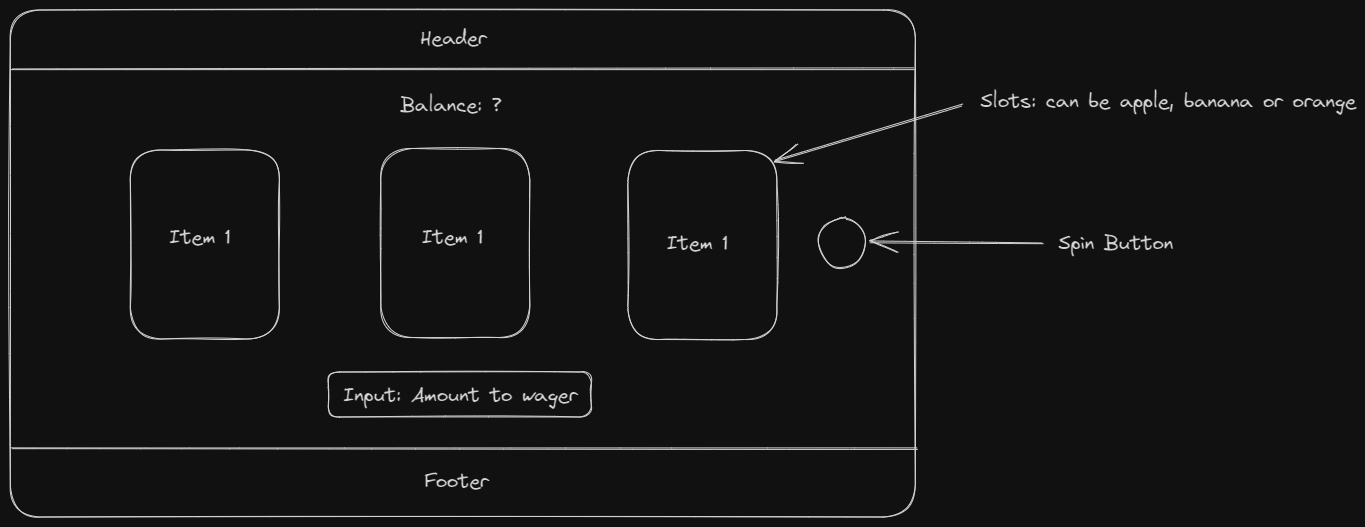 Header
Balance: ?
Slots: can be apple, banana or orange
Item 1
Item 1
Item 1
Spin Button
Input: Amount to wager
Footer